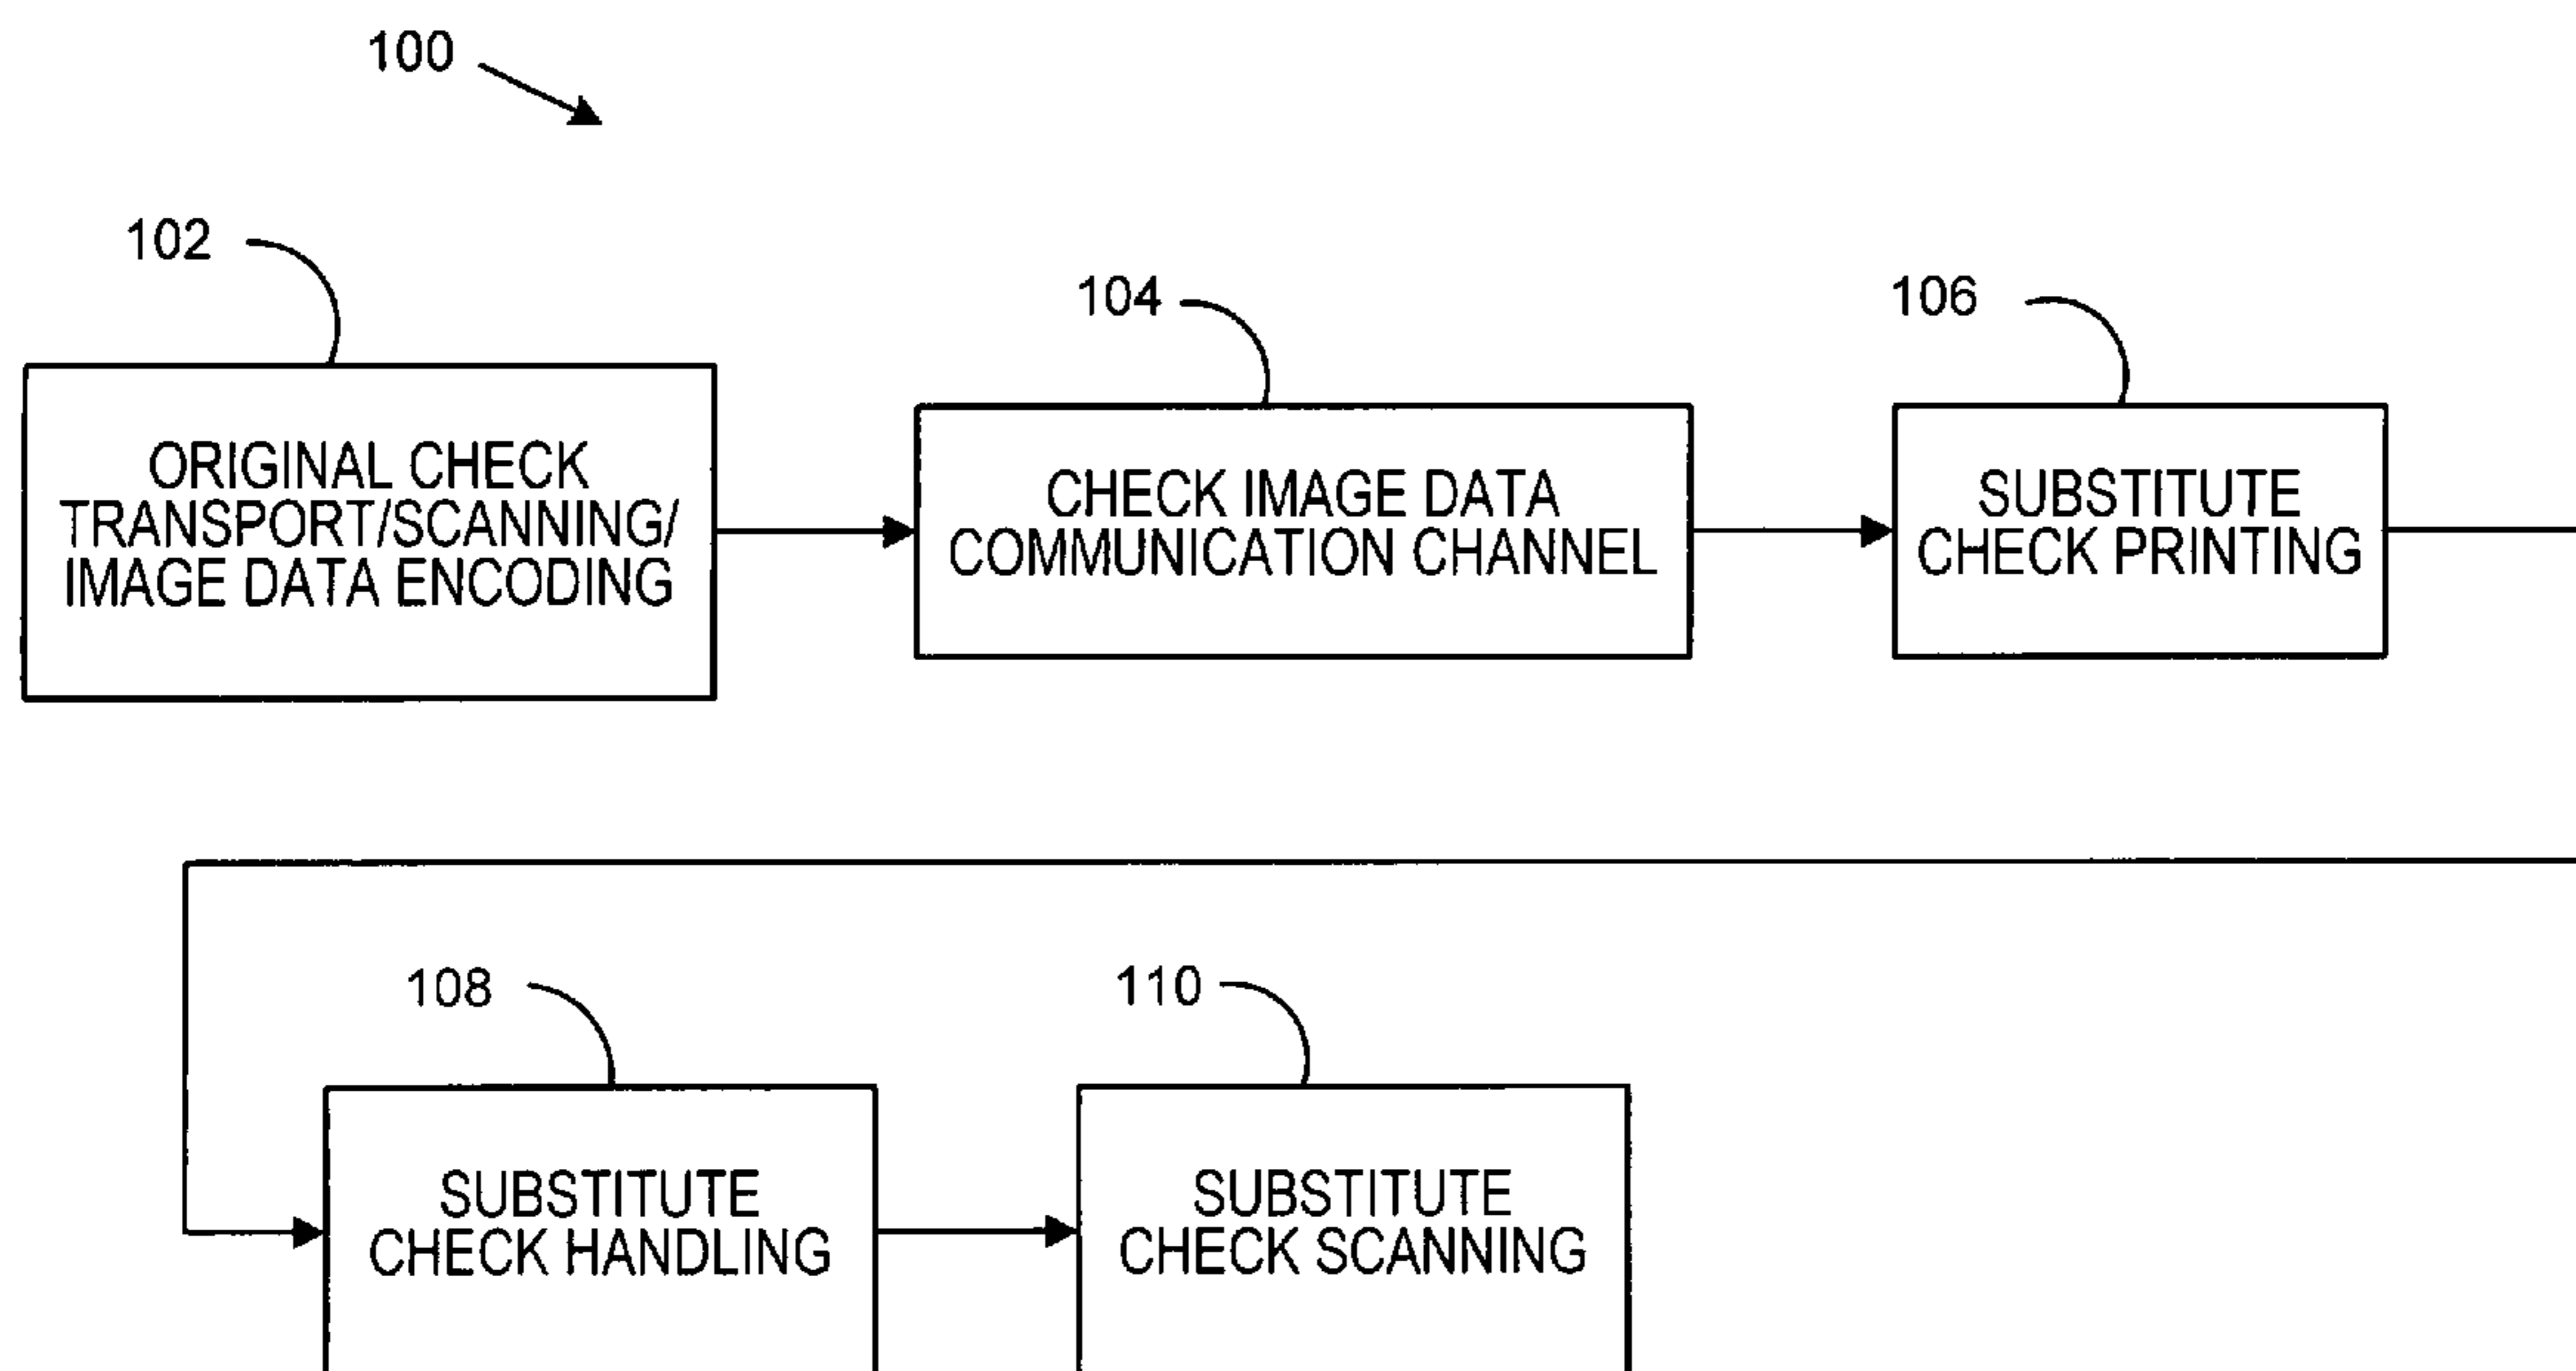 100
102
104
106
ORIGINAL CHECK
TRANSPORT/SCANNING/
IMAGE DATA ENCODING
CHECK IMAGE DATA
COMMUNICATION CHANNEL
SUBSTITUTE
CHECK PRINTING
108
110
SUBSTITUTE
CHECK HANDLING
SUBSTITUTE
CHECK SCANNING